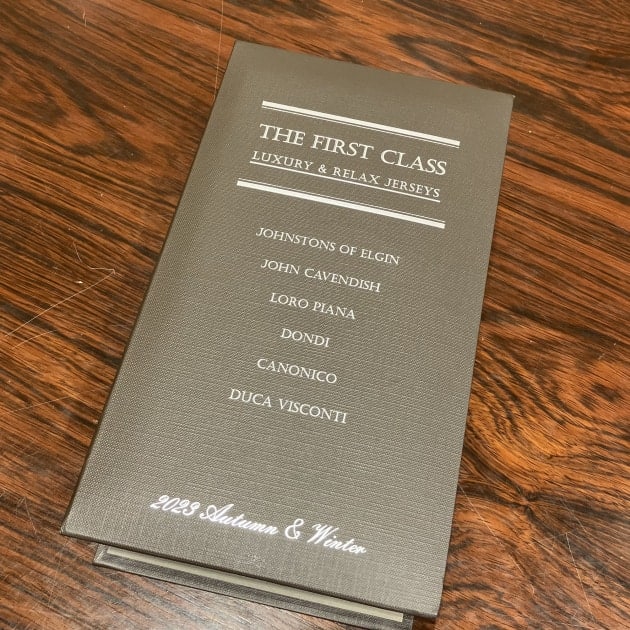 THE FIRST CLASS
LUXURY & RELAX JERSEYS
JOHNSTONS OF ELGIN
JOHN CAVENDISH
LORO PIANA
DONDI
CANONICO
DUCA VISCONTI
2023 Autumn & Winter